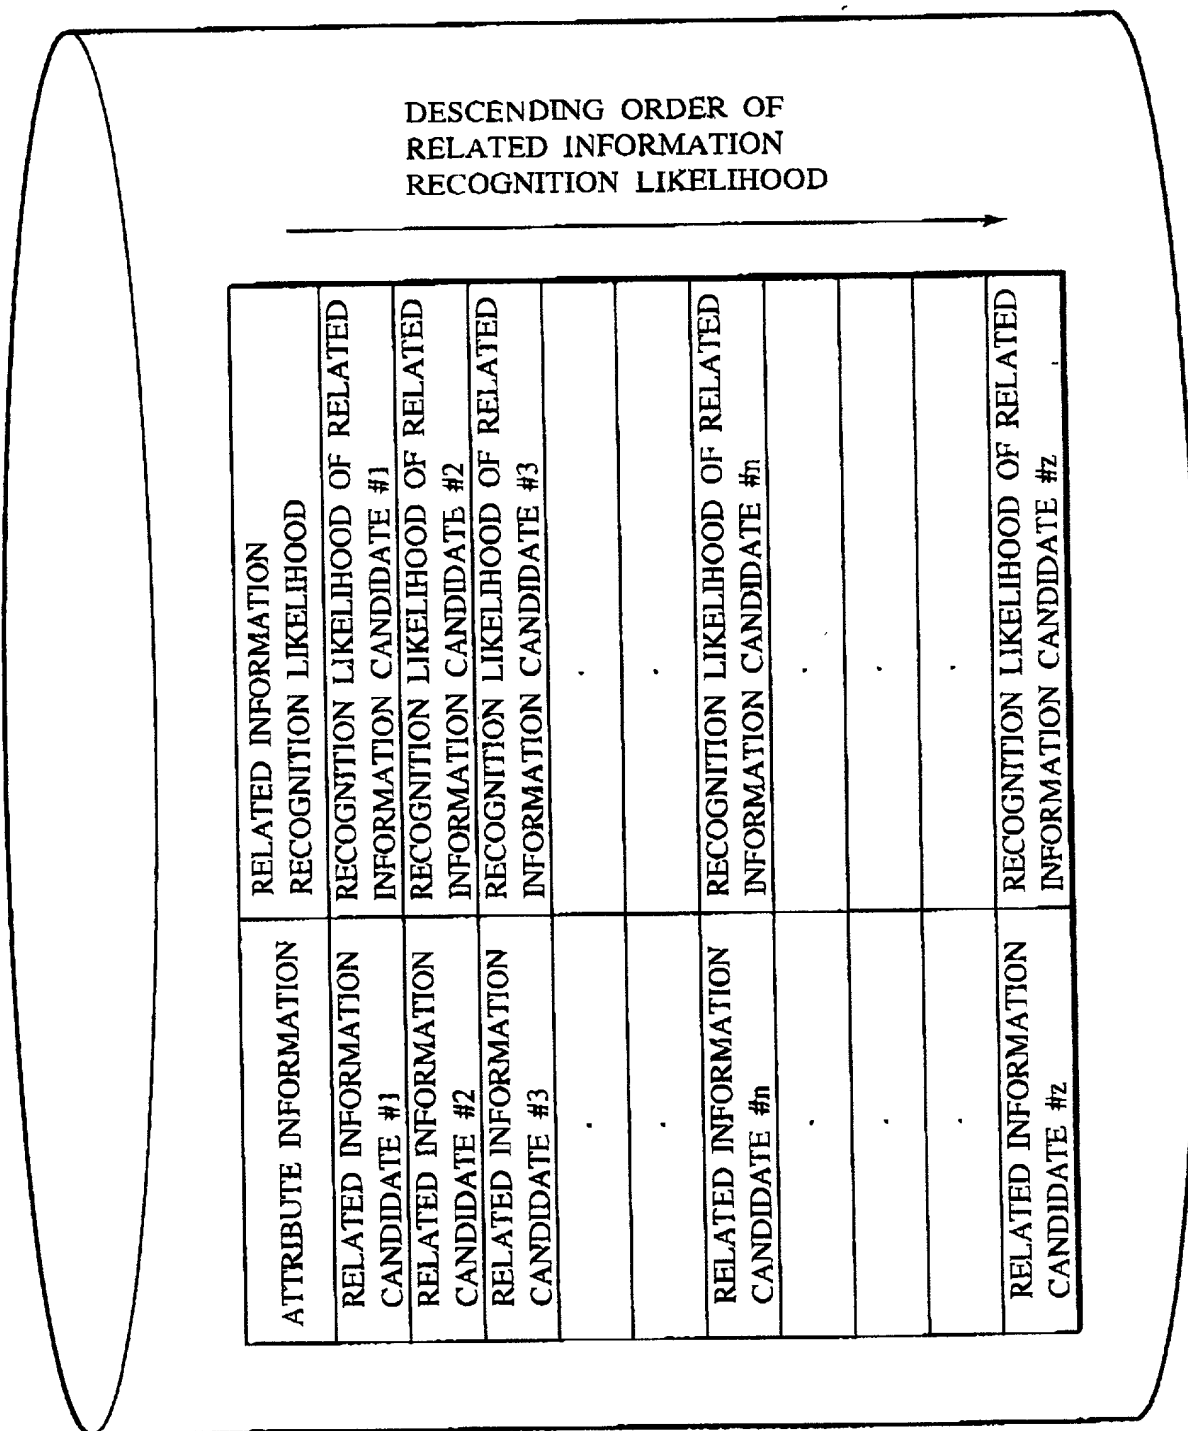 DESCENDING ORDER OF
RELATED INFORMATION
RECOGNITION LIKELIHOOD
ATTRIBUTE INFORMATION
RELATED INFORMATION
RECOGNITION LIKELIHOOD
RELATED INFORMATION
CANDIDATE #1
RECOGNITION LIKELIHOOD OF RELATED
INFORMATION CANDIDATE #1
RELATED INFORMATION
CANDIDATE #2
RECOGNITION LIKELIHOOD OF RELATED
INFORMATION CANDIDATE #2
RELATED INFORMATION
CANDIDATE #3
RECOGNITION LIKELIHOOD OF RELATED
INFORMATION CANDIDATE #3
RELATED INFORMATION
CANDIDATE #n
RECOGNITION LIKELIHOOD OF RELATED
INFORMATION CANDIDATE #n
RELATED INFORMATION
CANDIDATE #z
RECOGNITION LIKELIHOOD OF RELATED
INFORMATION CANDIDATE #z